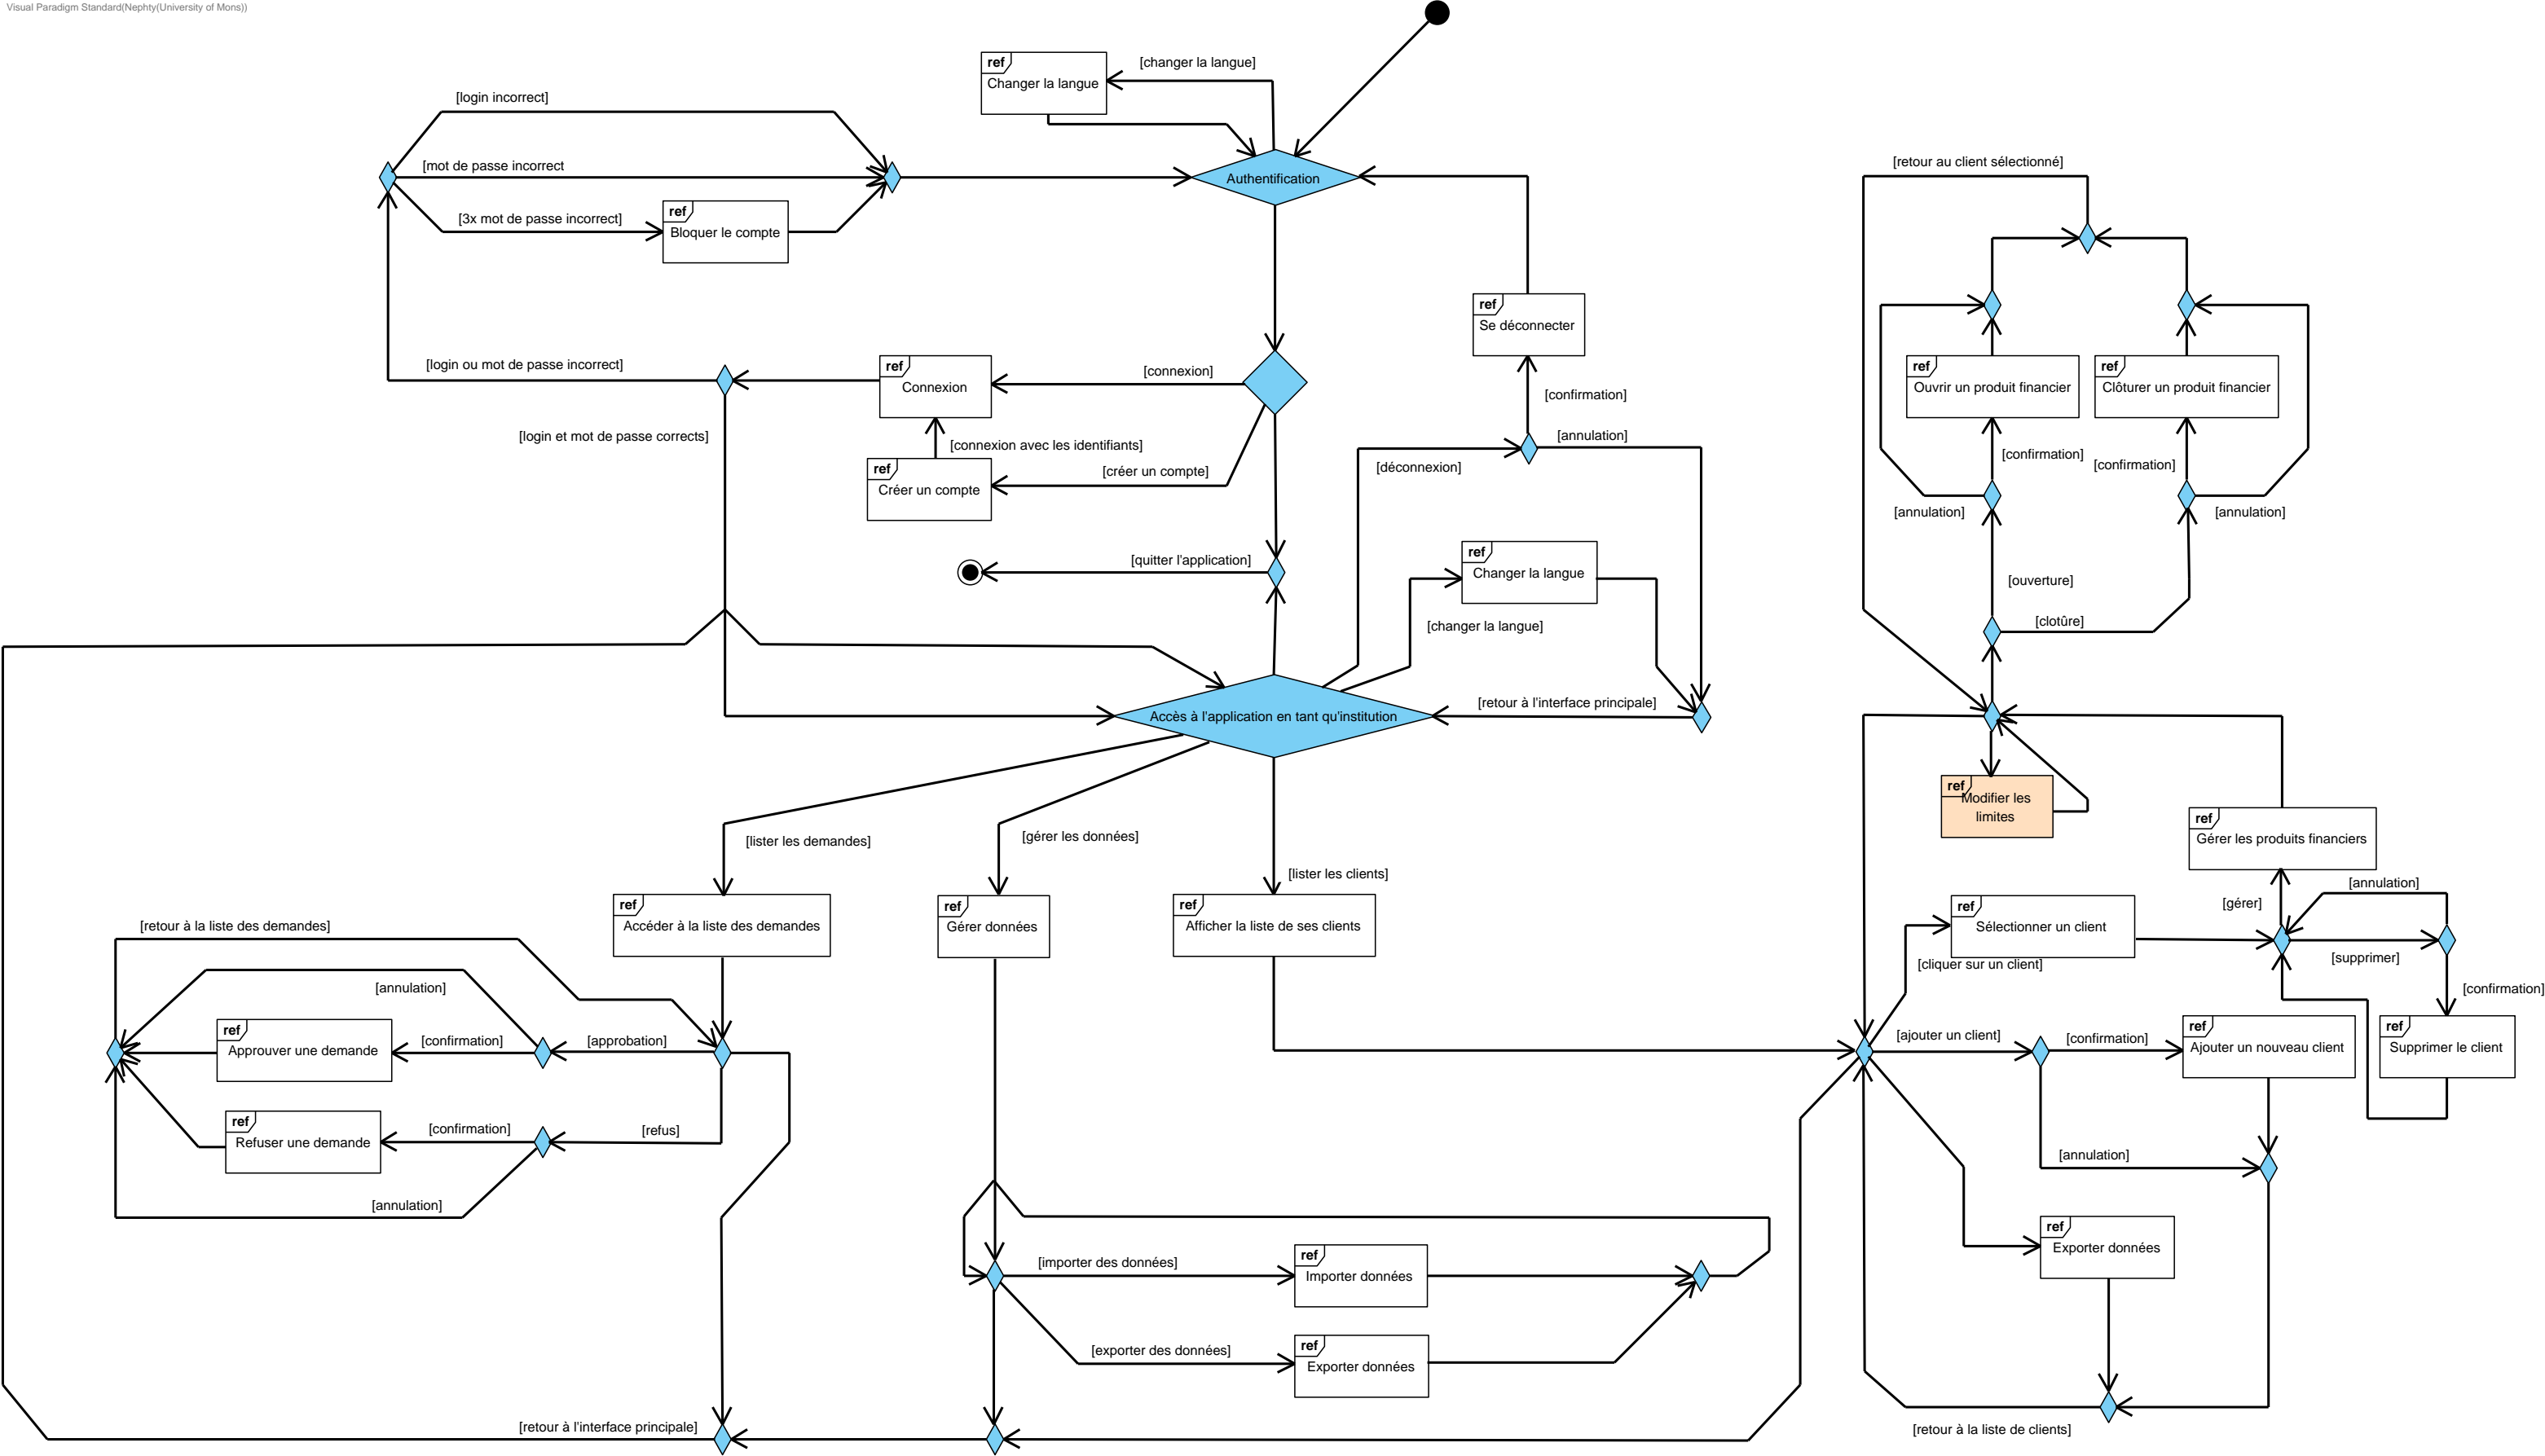 Visual Paradigm Standard(Nephty(University of Mons))
ref
Changer la langue
[changer la langue]
[login incorrect]
[mot de passe incorrect
[3x mot de passe incorrect]
ref
Bloquer le compte
Authentification
[retour au client sélectionné]
ref
Se déconnecter
[login ou mot de passe incorrect]
ref
Connexion
[connexion]
[confirmation]
ref
Ouvrir un produit financier
ref
Clôturer un produit financier
[login et mot de passe corrects]
[connexion avec les identifiants]
[créer un compte]
ref
Créer un compte
[déconnexion]
[annulation]
[confirmation]
[confirmation]
[annulation]
[annulation]
[quitter l'application]
ref
Changer la langue
[changer la langue]
[ouverture]
[clotûre]
Accès à l'application en tant qu'institution
[retour à l'interface principale]
ref
Modifier les
limites
ref
Gérer les produits financiers
[lister les demandes]
[gérer les données]
[lister les clients]
ref
Accéder à la liste des demandes
ref
Gérer données
ref
Afficher la liste de ses clients
ref
Sélectionner un client
[cliquer sur un client]
[gérer]
[annulation]
[supprimer]
[confirmation]
[retour à la liste des demandes]
[annulation]
ref
Approuver une demande
[confirmation]
[approbation]
ref
Refuser une demande
[confirmation]
[refus]
[annulation]
[ajouter un client]
[confirmation]
ref
Ajouter un nouveau client
ref
Supprimer le client
[annulation]
ref
Exporter données
[importer des données]
ref
Importer données
[exporter des données]
ref
Exporter données
[retour à l'interface principale]
[retour à la liste de clients]